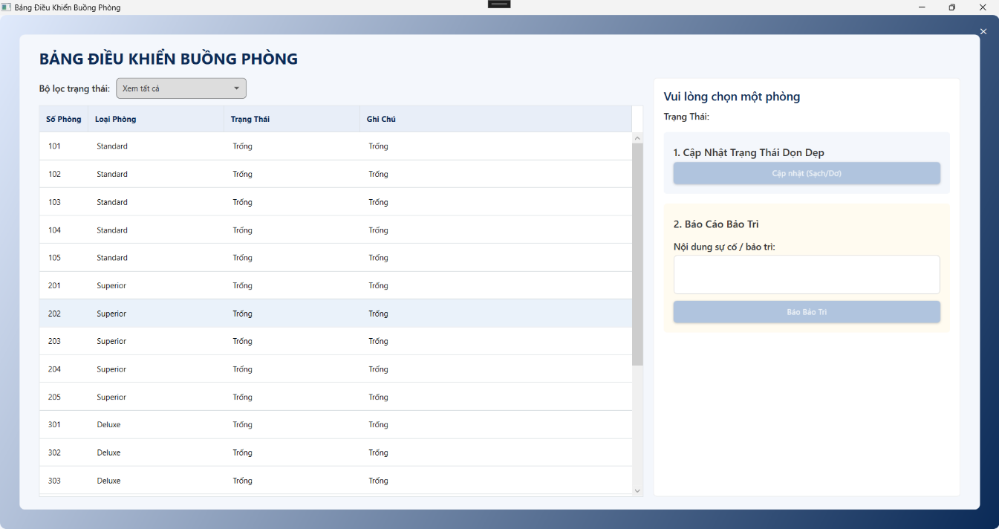 Bảng Điều Khiển Buồng Phòng
BẢNG ĐIỀU KHIỂN BUỒNG PHÒNG
Bộ lọc trạng thái: Xem tất cả
Số Phòng Loại Phòng Trạng Thái Ghi Chú
101 Standard Trống Trống
102 Standard Trống Trống
103 Standard Trống Trống
104 Standard Trống Trống
105 Standard Trống Trống
201 Superior Trống Trống
202 Superior Trống Trống
203 Superior Trống Trống
204 Superior Trống Trống
205 Superior Trống Trống
301 Deluxe Trống Trống
302 Deluxe Trống Trống
303 Deluxe Trống Trống
Vui lòng chọn một phòng
Trạng Thái:
1. Cập Nhật Trạng Thái Dọn Dẹp
Cập nhật (Sạch/Dơ)
2. Báo Cáo Bảo Trì
Nội dung sự cố / bảo trì:
Báo Bảo Trì